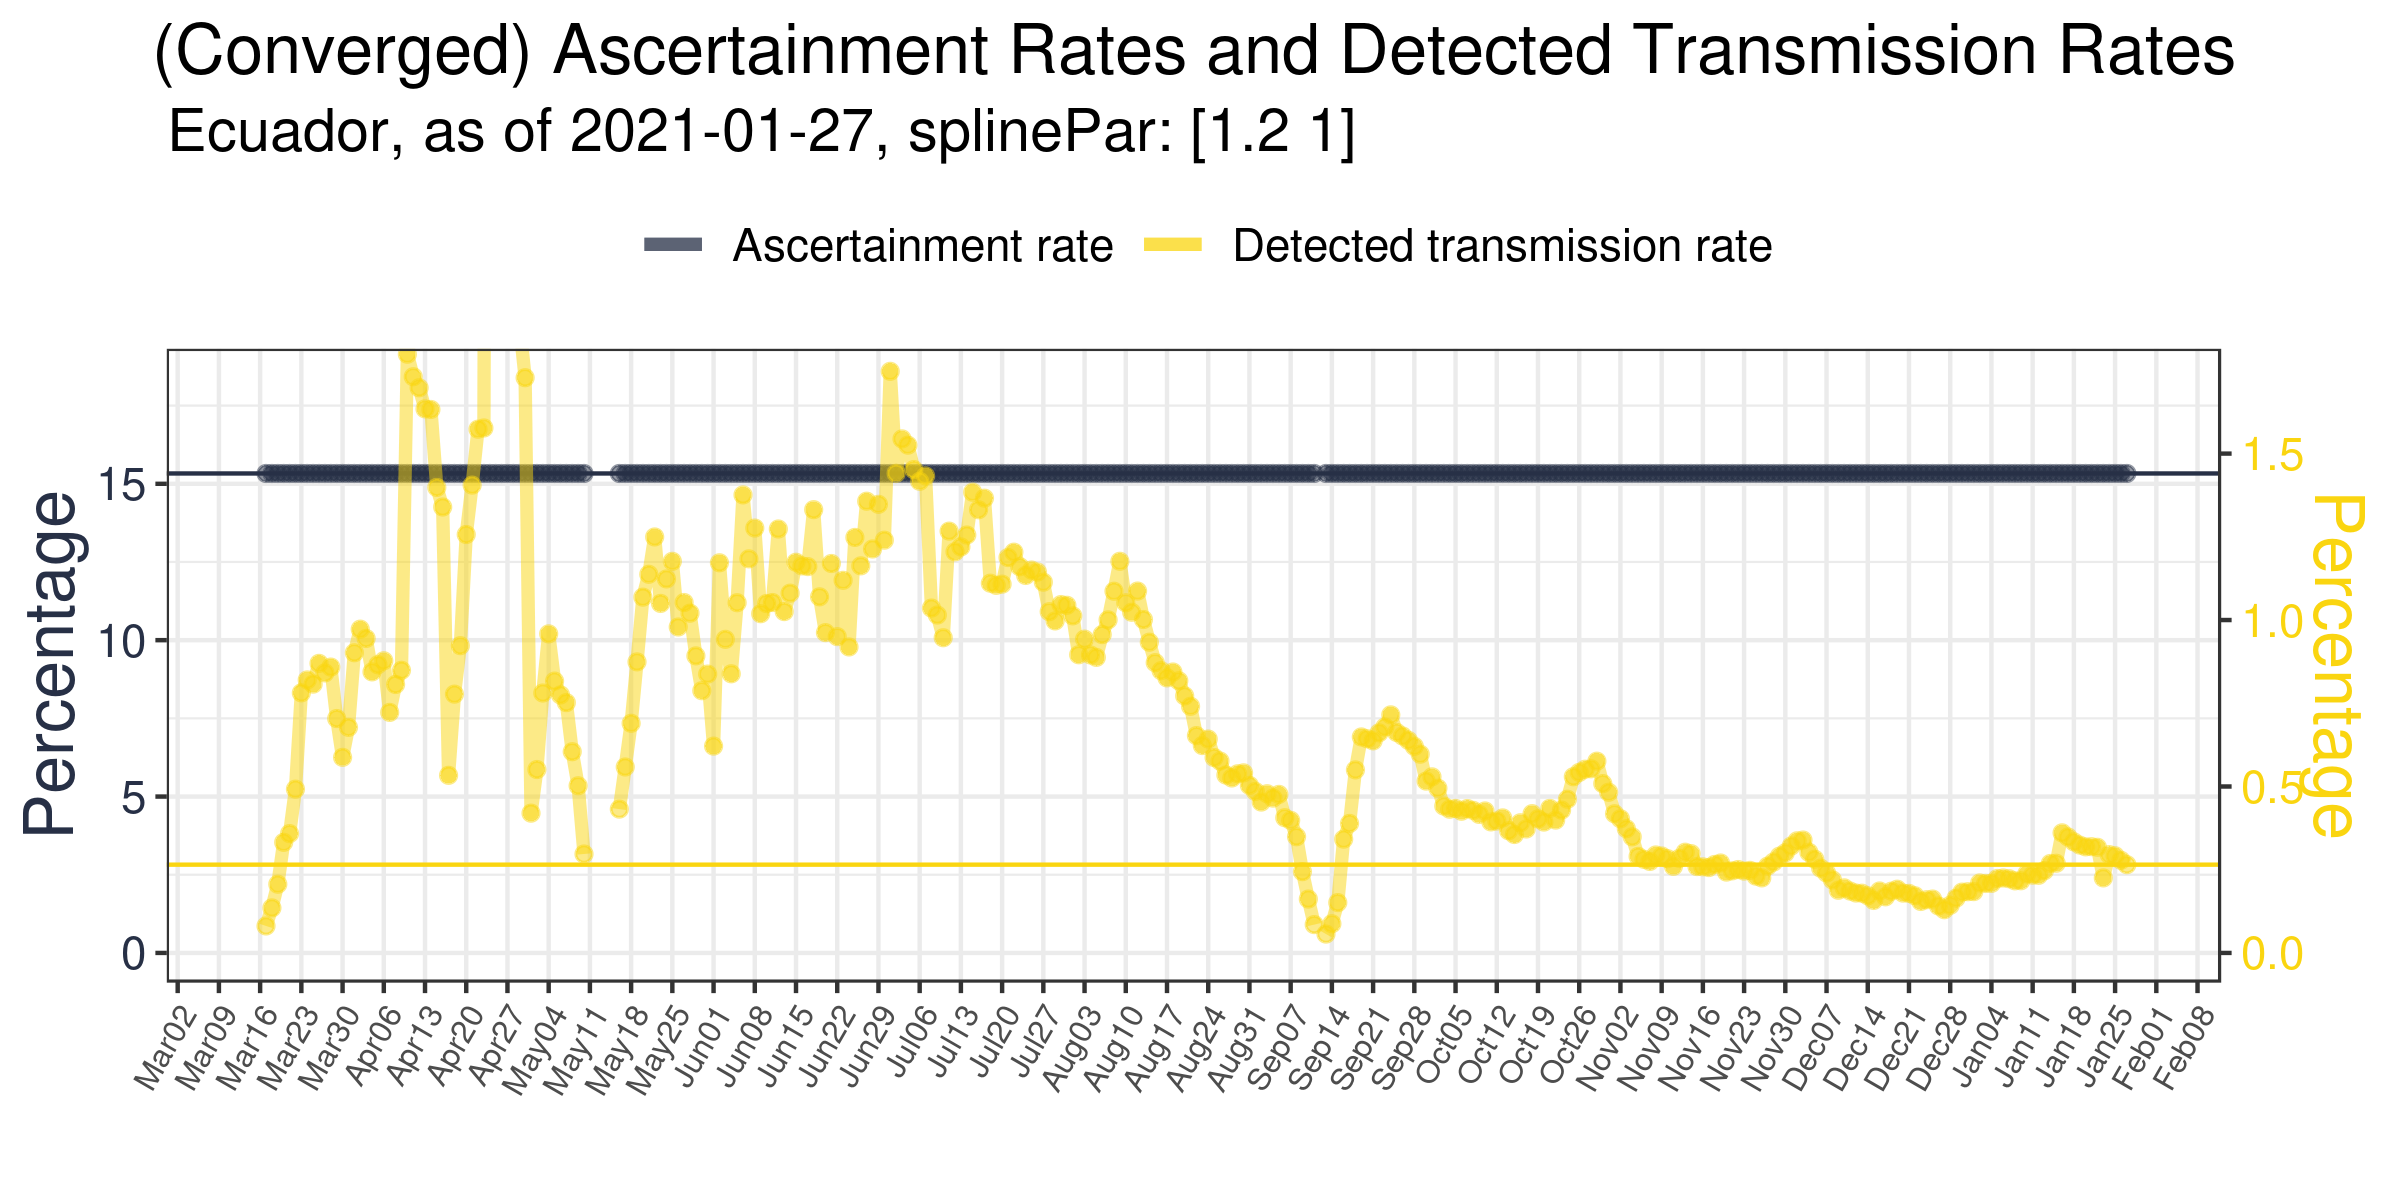 (Converged) Ascertainment Rates and Detected Transmission Rates
Ecuador, as of 2021-01-27, splinePar: [1.2 1]
Ascertainment rate
Detected transmission rate
Percentage
15
10
5
0
1.5
1.0
0.5
0.0
Percentage
Mar02
Mar09
Mar16
Mar23
Mar30
Apr06
Apr13
Apr20
Apr27
May04
May11
May18
May25
Jun01
Jun08
Jun15
Jun22
Jun29
Jul06
Jul13
Jul20
Jul27
Aug03
Aug10
Aug17
Aug24
Aug31
Sep07
Sep14
Sep21
Sep28
Oct05
Oct12
Oct19
Oct26
Nov02
Nov09
Nov16
Nov23
Nov30
Dec07
Dec14
Dec21
Dec28
Jan04
Jan11
Jan18
Jan25
Feb01
Feb08